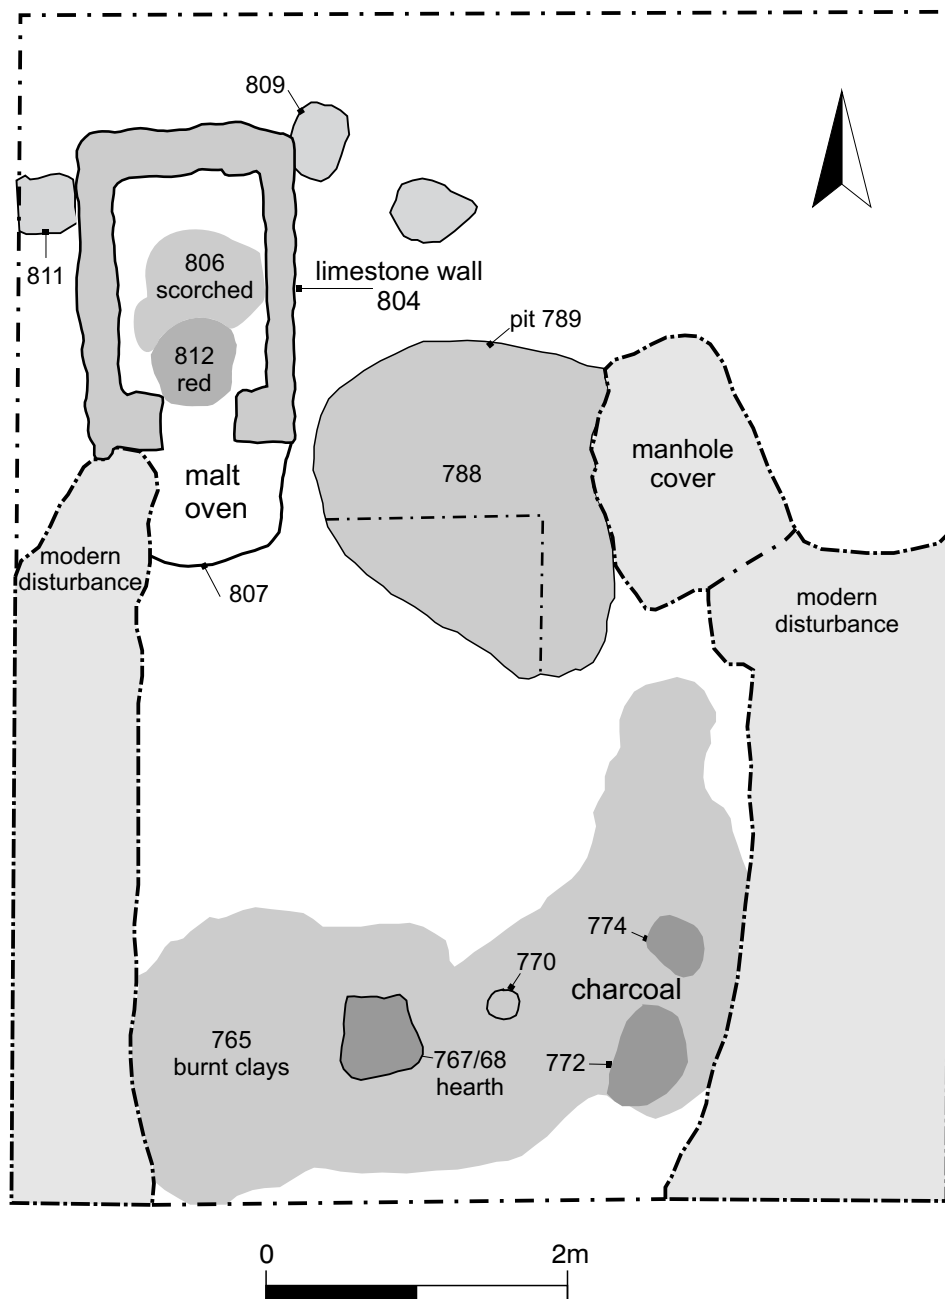 809
811
806
scorched
limestone wall
804
812
red
pit 789
manhole
cover
788
malt
oven
modern
disturbance
807
modern
disturbance
774
770
charcoal
765
burnt clays
767/68
hearth
772
0
2m